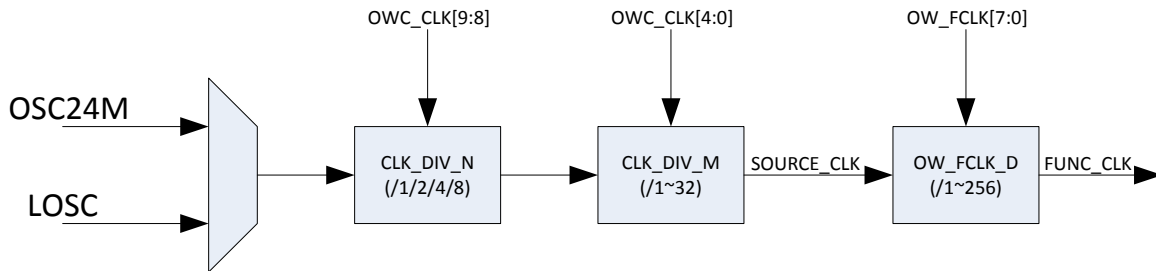 OWC_CLK[9:8]
OWC_CLK[4:0]
OW_FCLK[7:0]
OSC24M
LOSC
CLK_DIV_N
(/1/2/4/8)
CLK_DIV_M
(/1~32)
SOURCE_CLK
OW_FCLK_D
(/1~256)
FUNC_CLK